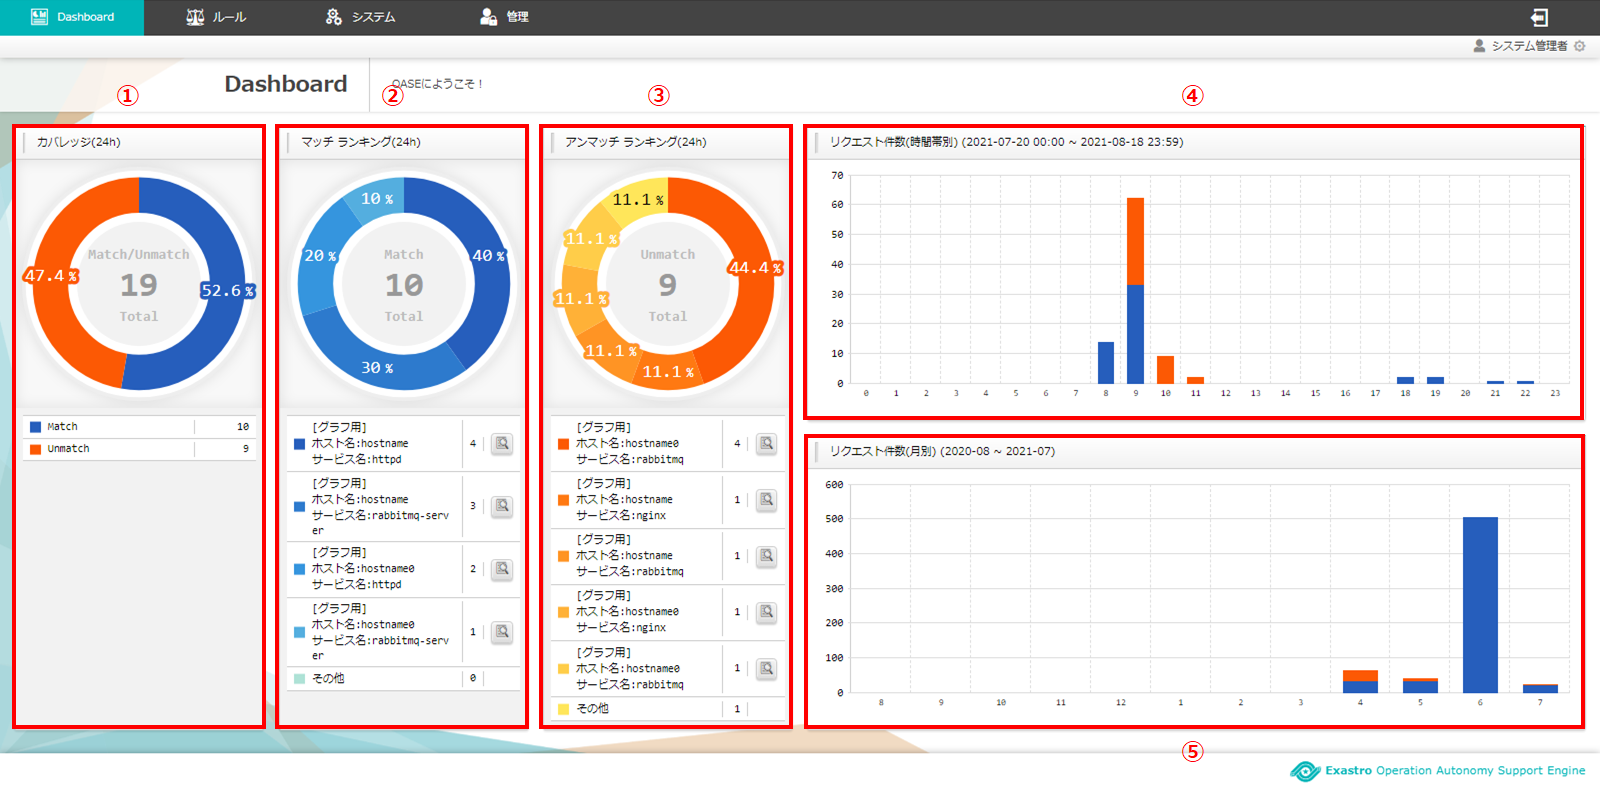 Dashboard
ルール
システム
管理
システム管理者
Dashboard
OASEにようこそ！
①
②
③
④
カバレッジ(24h)
47.4 %
52.6 %
Match/Unmatch
19
Total
Match 10
Unmatch 9
マッチ ランキング(24h)
10 %
20 %
40 %
30 %
Match
10
Total
[グラフ用]
ホスト名:hostname
サービス名:httpd
4
[グラフ用]
ホスト名:hostname
サービス名:rabbitmq-serv
er
3
[グラフ用]
ホスト名:hostname0
サービス名:httpd
2
[グラフ用]
ホスト名:hostname0
サービス名:rabbitmq-serv
er
1
その他 0
アンマッチ ランキング(24h)
11.1 %
11.1 %
11.1 %
11.1 %
11.1 %
44.4 %
Unmatch
9
Total
[グラフ用]
ホスト名:hostname0
サービス名:rabbitmq
4
[グラフ用]
ホスト名:hostname
サービス名:nginx
1
[グラフ用]
ホスト名:hostname
サービス名:rabbitmq
1
[グラフ用]
ホスト名:hostname0
サービス名:nginx
1
[グラフ用]
ホスト名:hostname0
サービス名:rabbitmq
1
その他 1
リクエスト件数(時間帯別) (2021-07-20 00:00 ~ 2021-08-18 23:59)
70
60
50
40
30
20
10
0
0 1 2 3 4 5 6 7 8 9 10 11 12 13 14 15 16 17 18 19 20 21 22 23
リクエスト件数(月別) (2020-08 ~ 2021-07)
600
500
400
300
200
100
0
8 9 10 11 12 1 2 3 4 5 6 7
⑤
Exastro Operation Autonomy Support Engine